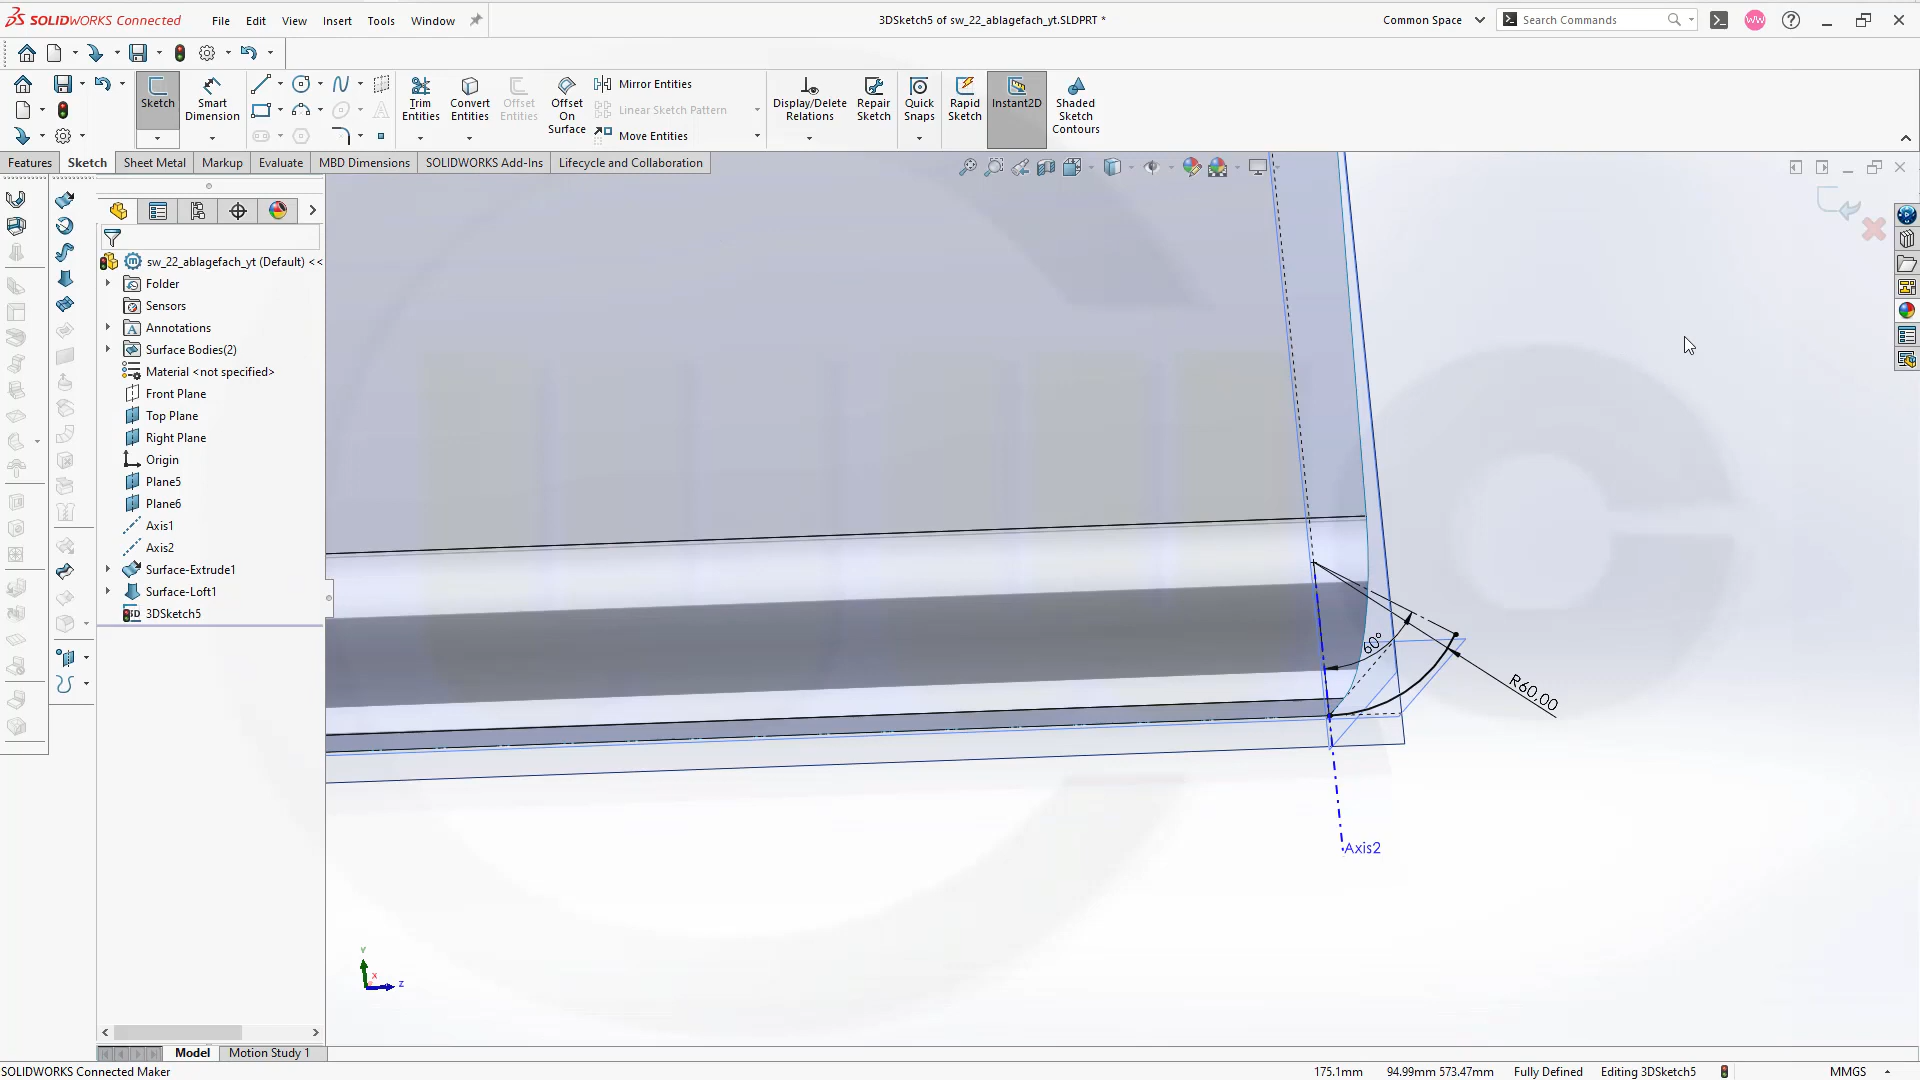 SOLIDWORKS Connected
File Edit View Insert Tools Window
3DSketch5 of sw_22_ablagefach_yt.SLDPRT *
Common Space
Search Commands
WW
Sketch
Smart Dimension
Trim Entities
Convert Entities
Offset Entities
Offset On Surface
Mirror Entities
Linear Sketch Pattern
Move Entities
Display/Delete Relations
Repair Sketch
Quick Snaps
Rapid Sketch
Instant2D
Shaded Sketch Contours
Features Sketch Sheet Metal Markup Evaluate MBD Dimensions SOLIDWORKS Add-Ins Lifecycle and Collaboration
sw_22_ablagefach_yt (Default) <<
Folder
Sensors
Annotations
Surface Bodies(2)
Material <not specified>
Front Plane
Top Plane
Right Plane
Origin
Plane5
Plane6
Axis1
Axis2
Surface-Extrude1
Surface-Loft1
3D 3DSketch5
60°
R60,00
Axis2
Y
X
Z
Model Motion Study 1
SOLIDWORKS Connected Maker
175.1mm 94.99mm 573.47mm Fully Defined Editing 3DSketch5 MMGS